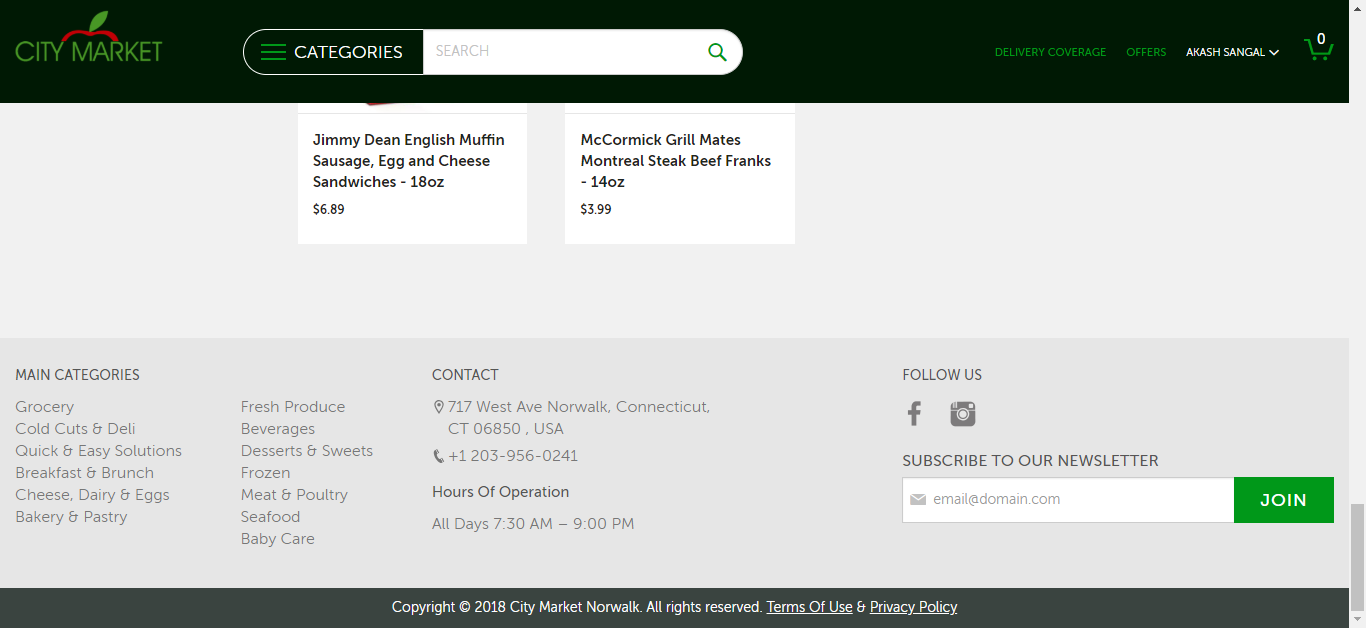 CITY MARKET
CATEGORIES
SEARCH
DELIVERY COVERAGE
OFFERS
AKASH SANGAL
0
Jimmy Dean English Muffin
Sausage, Egg and Cheese
Sandwiches - 18oz
$6.89
McCormick Grill Mates
Montreal Steak Beef Franks
- 14oz
$3.99
MAIN CATEGORIES
Grocery
Cold Cuts & Deli
Quick & Easy Solutions
Breakfast & Brunch
Cheese, Dairy & Eggs
Bakery & Pastry
Fresh Produce
Beverages
Desserts & Sweets
Frozen
Meat & Poultry
Seafood
Baby Care
CONTACT
717 West Ave Norwalk, Connecticut,
CT 06850 , USA
+1 203-956-0241
Hours Of Operation
All Days 7:30 AM – 9:00 PM
FOLLOW US
SUBSCRIBE TO OUR NEWSLETTER
email@domain.com
JOIN
Copyright © 2018 City Market Norwalk. All rights reserved. Terms Of Use & Privacy Policy